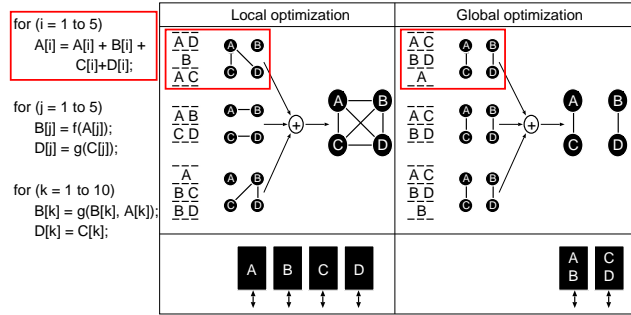 for (i = 1 to 5)
A[i] = A[i] + B[i] +
C[i]+D[i];
for (j = 1 to 5)
B[j] = f(A[j]);
D[j] = g(C[j]);
for (k = 1 to 10)
B[k] = g(B[k], A[k]);
D[k] = C[k];
Local optimization
A D
B
A C
A B
C D
A B
C D
A B
C D
A
B C
B D
A B
C D
+
A B
C D
A B C D
Global optimization
A C
B D
A
A B
C D
A C
B D
A B
C D
A C
B D
B
A B
C D
+
A B
C D
A C
B D